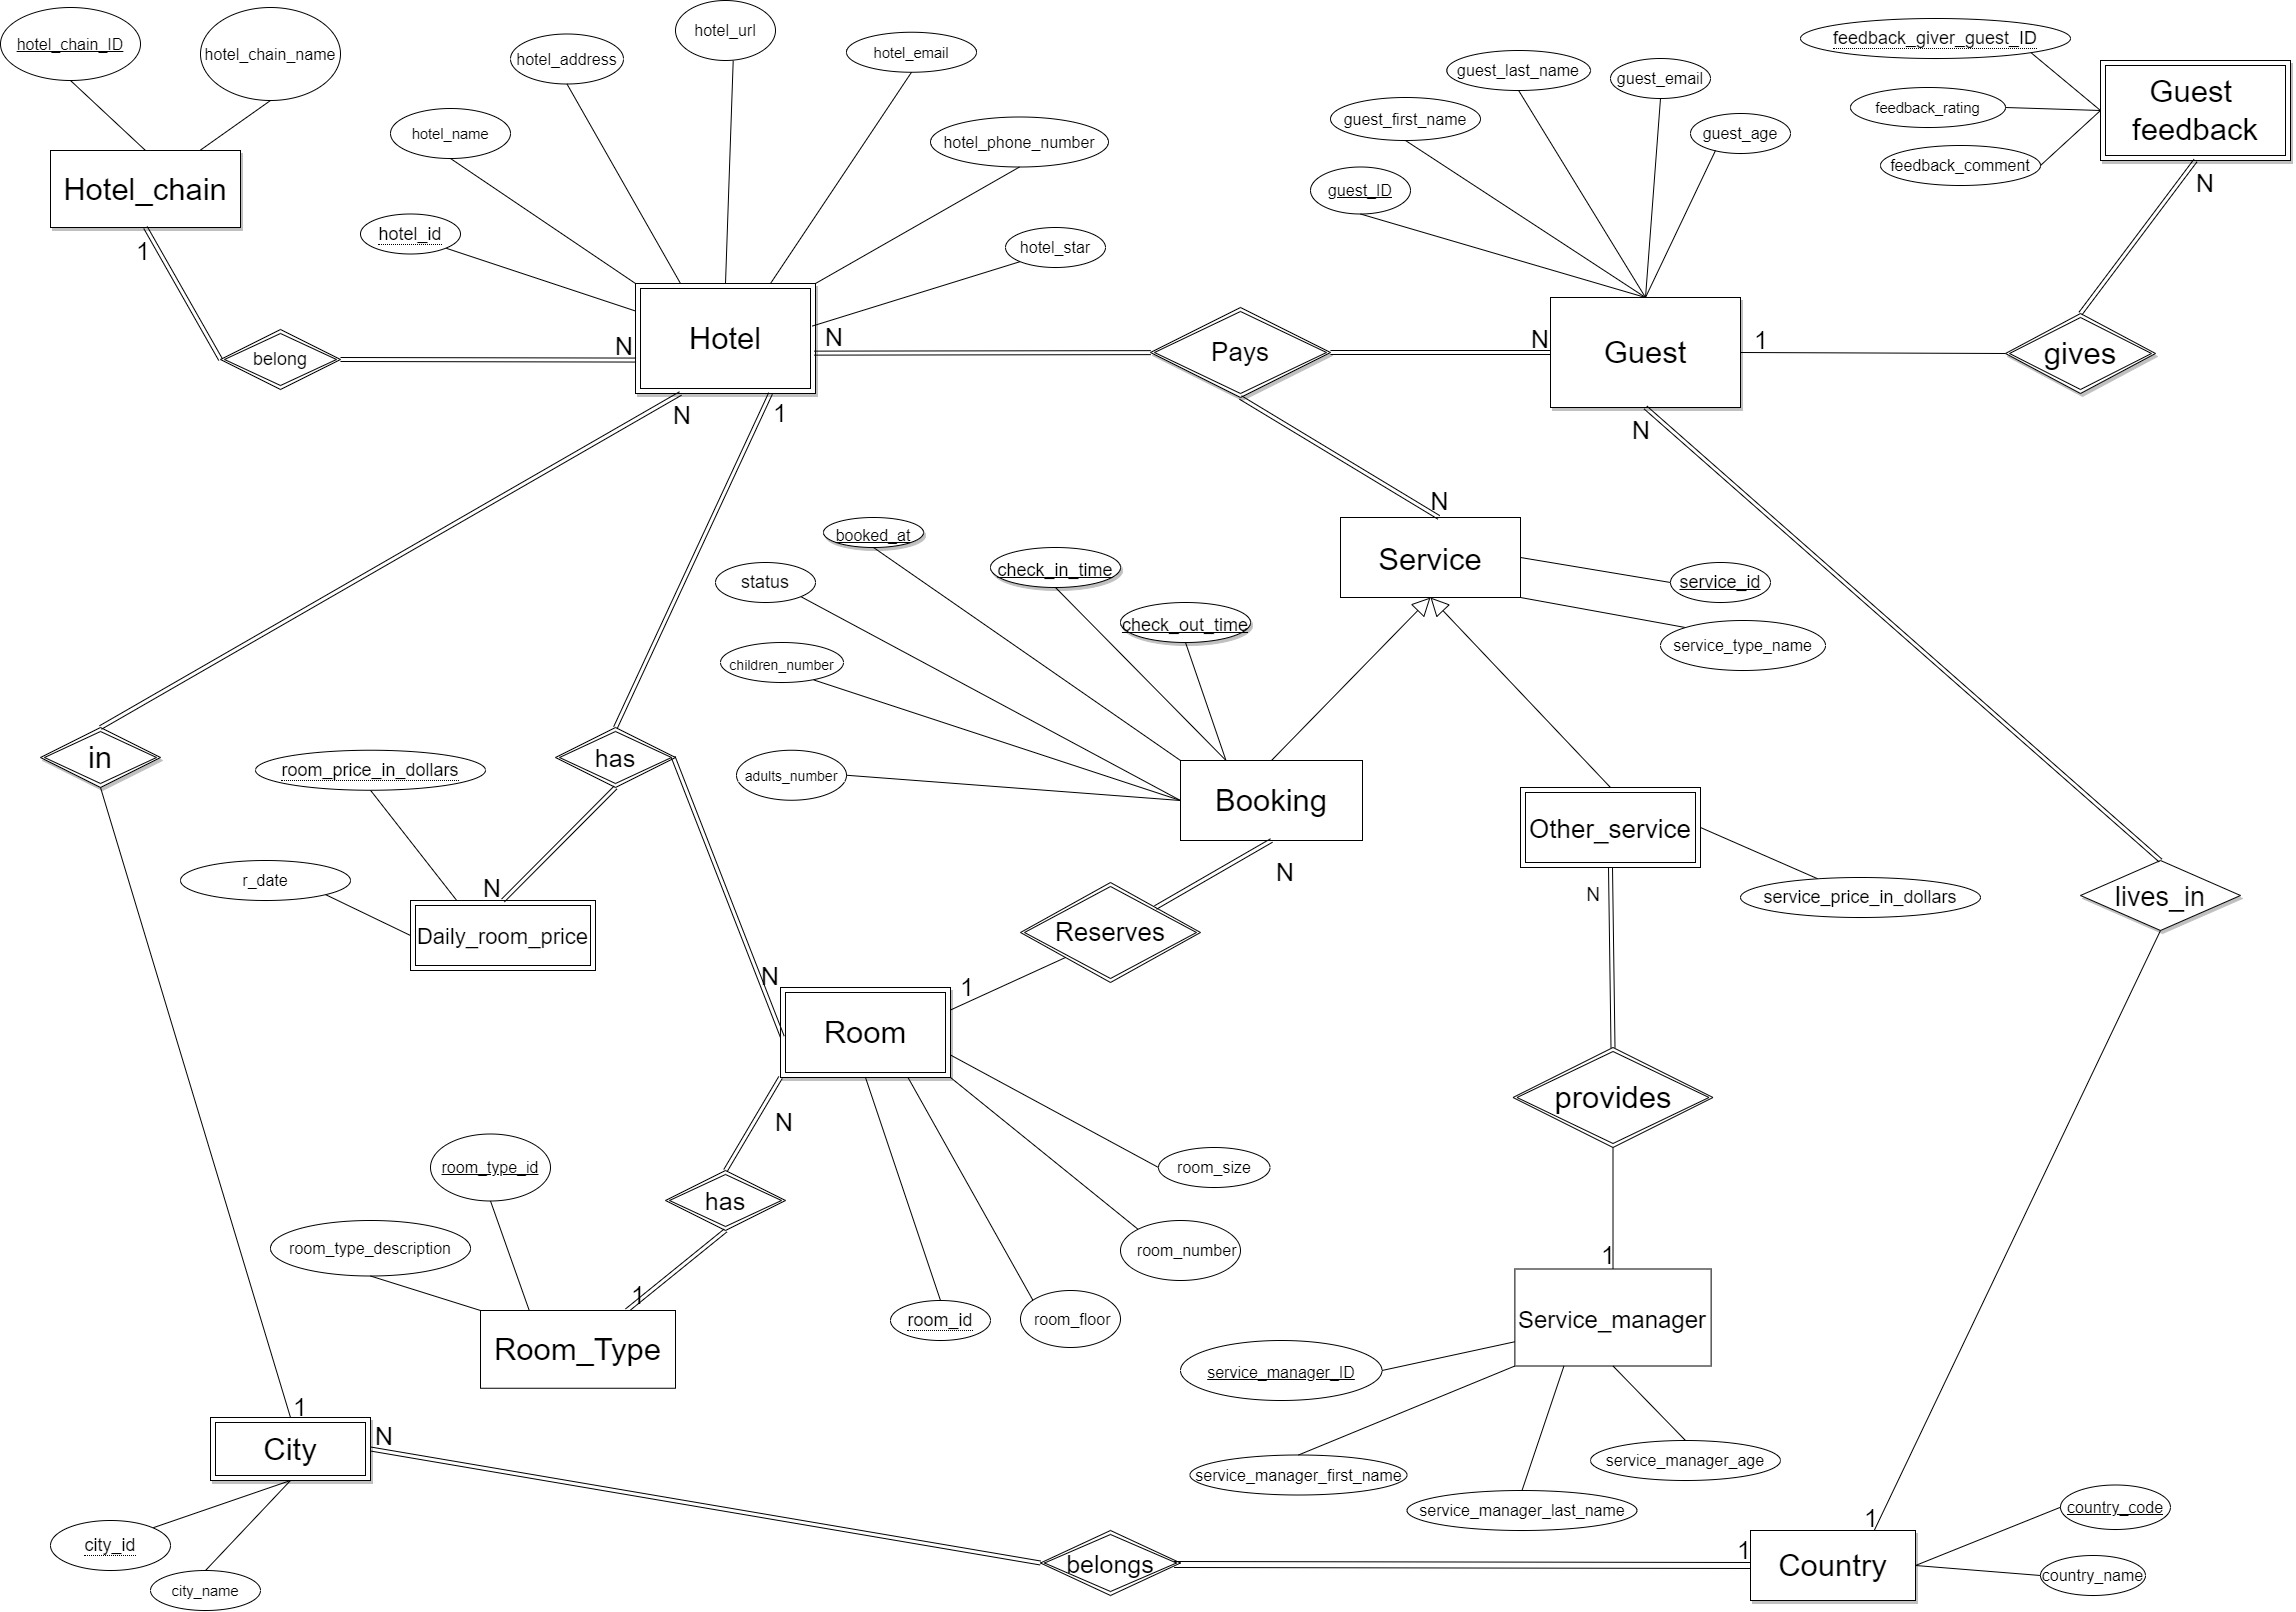 hotel_chain_ID
hotel_chain_name
hotel_address
hotel_url
hotel_email
hotel_name
hotel_phone_number
hotel_id
hotel_star
Hotel_chain
1
belong
N
Hotel
N
N
1
guest_last_name
guest_email
guest_first_name
guest_age
guest_ID
feedback_giver_guest_ID
feedback_rating
feedback_comment
Guest
feedback
N
Pays
N
Guest
1
gives
N
N
Service
service_id
service_type_name
booked_at
status
check_in_time
check_out_time
children_number
adults_number
Booking
N
in
has
room_price_in_dollars
r_date
N
Daily_room_price
Other_service
N
service_price_in_dollars
lives_in
Reserves
N
1
Room
N
provides
room_type_id
has
room_size
room_type_description
room_number
1
Room_Type
room_id
room_floor
1
Service_manager
service_manager_ID
service_manager_first_name
service_manager_last_name
service_manager_age
1
City
N
city_id
city_name
belongs
1
1
Country
country_code
country_name